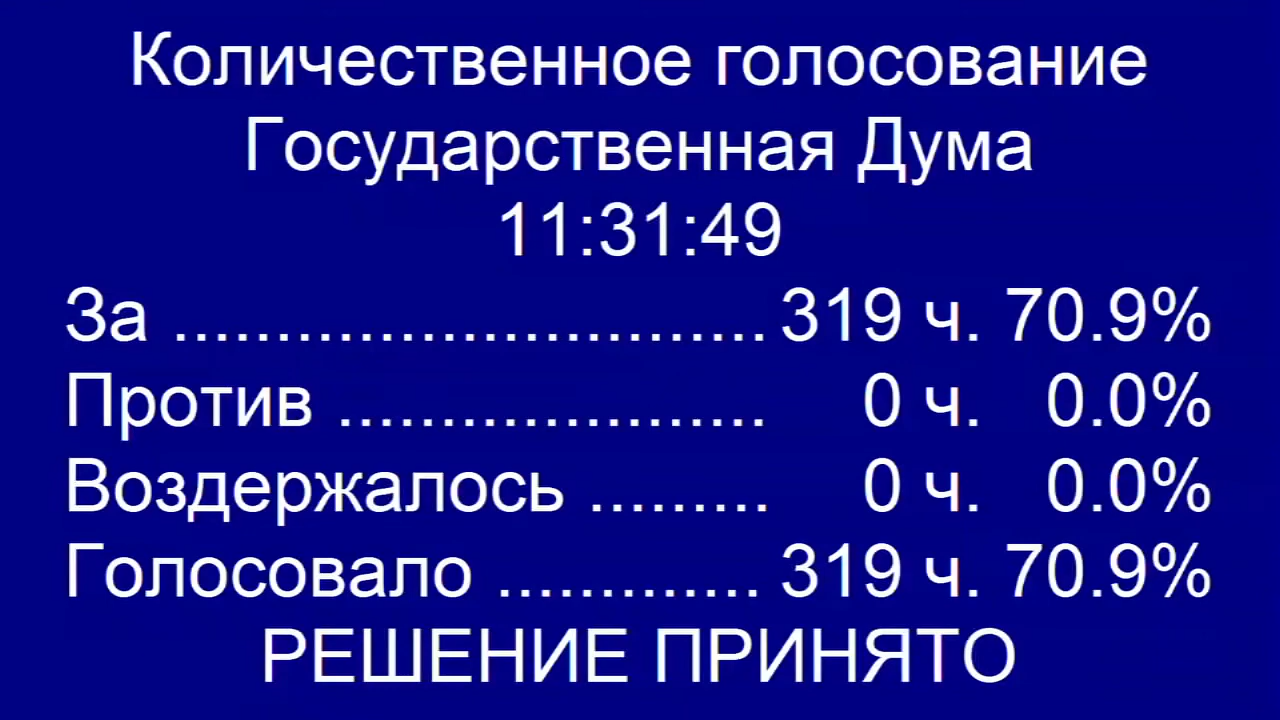 Количественное голосование
Государственная Дума
11:31:49
За ............................. 319 ч. 70.9%
Против ..................... 0 ч. 0.0%
Воздержалось ......... 0 ч. 0.0%
Голосовало ............. 319 ч. 70.9%
РЕШЕНИЕ ПРИНЯТО